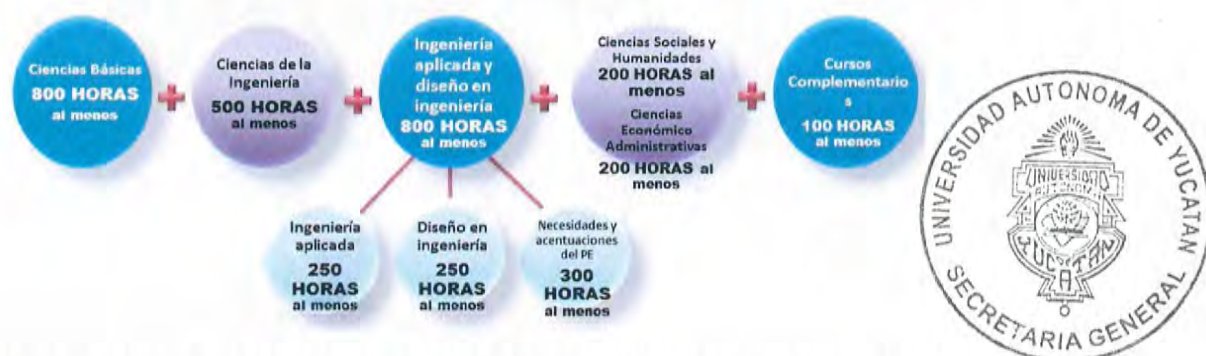 Ciencias Básicas
800 HORAS
al menos
Ciencias de la
Ingeniería
500 HORAS
al menos
Ingeniería
aplicada y
diseño en
ingeniería
800 HORAS
al menos
Ciencias Sociales y
Humanidades
200 HORAS al
menos
Ciencias
Económico
Administrativas
200 HORAS al
menos
Cursos
Complementario
s
100 HORAS
al menos
Ingeniería
aplicada
250
HORAS
al menos
Diseño en
ingeniería
250
HORAS
al menos
Necesidades y
acentuaciones
del PE
300
HORAS
al menos
UNIVERSIDAD AUTONOMA DE YUCATAN
UNIVERSIDAD
AUTONOMA
YUCATAN
SECRETARIA GENERAL